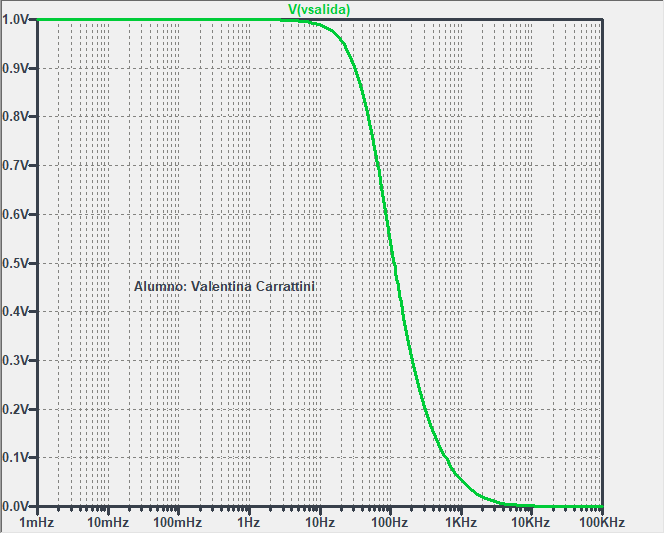 V(vsalida)
1.0V
0.9V
0.8V
0.7V
0.6V
0.5V
0.4V
0.3V
0.2V
0.1V
0.0V
Alumno: Valentina Carrattini
1mHz 10mHz 100mHz 1Hz 10Hz 100Hz 1KHz 10KHz 100KHz